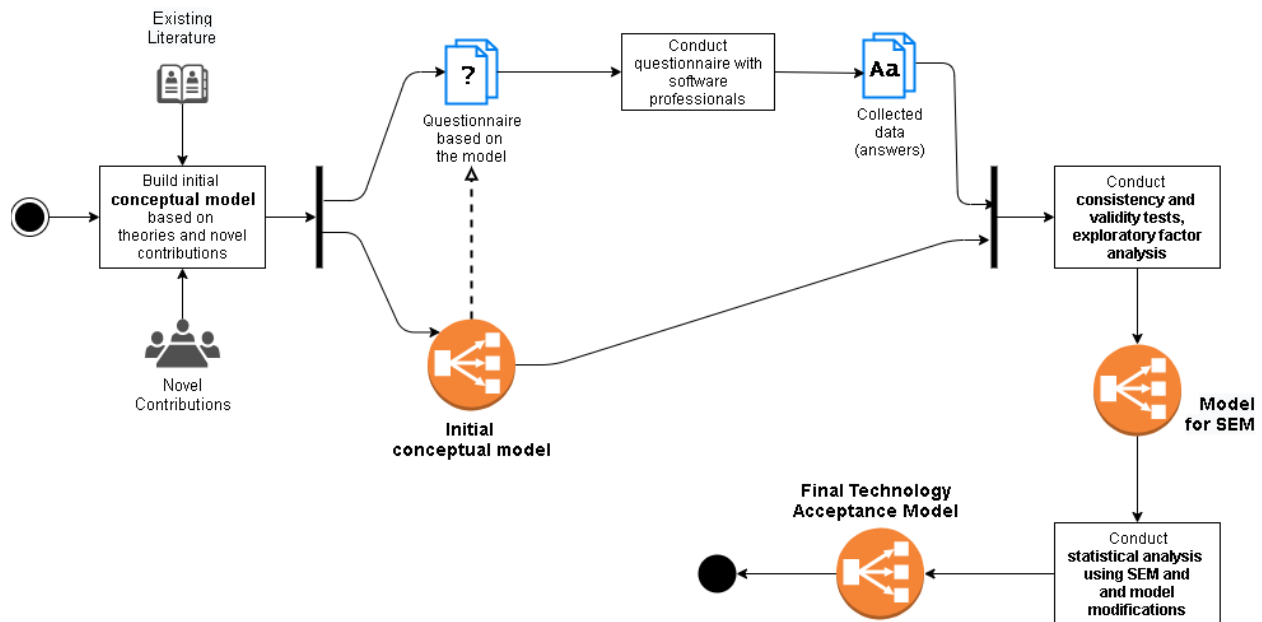 Existing
Literature
Build initial
conceptual model
based on
theories and novel
contributions
Novel
Contributions
?
Questionnaire
based on
the model
Initial
conceptual model
Conduct
questionnaire with
software
professionals
Aa
Collected
data
(answers)
Conduct
consistency and
validity tests,
exploratory factor
analysis
Model
for SEM
Conduct
statistical analysis
using SEM and
and model
modifications
Final Technology
Acceptance Model